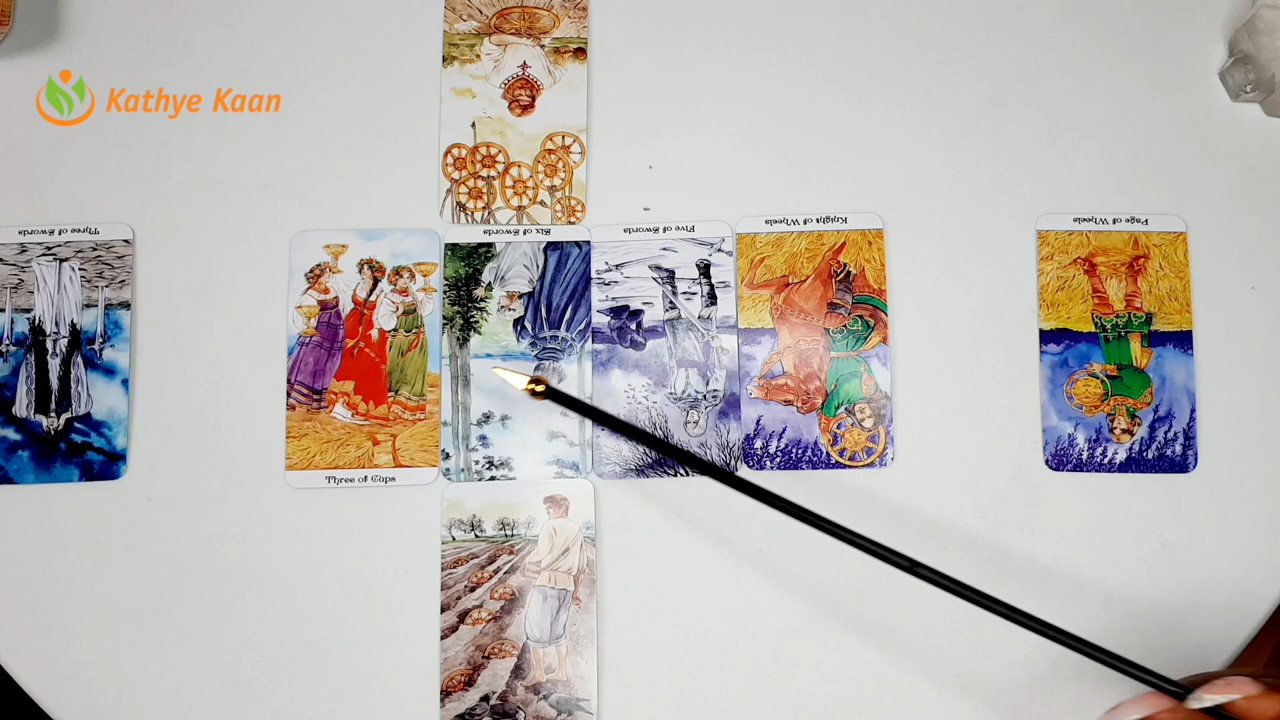 Kathye Kaan
Three of Swords
Three of Cups
Six of Swords
Five of Swords
Knight of Wheels
Page of Wheels